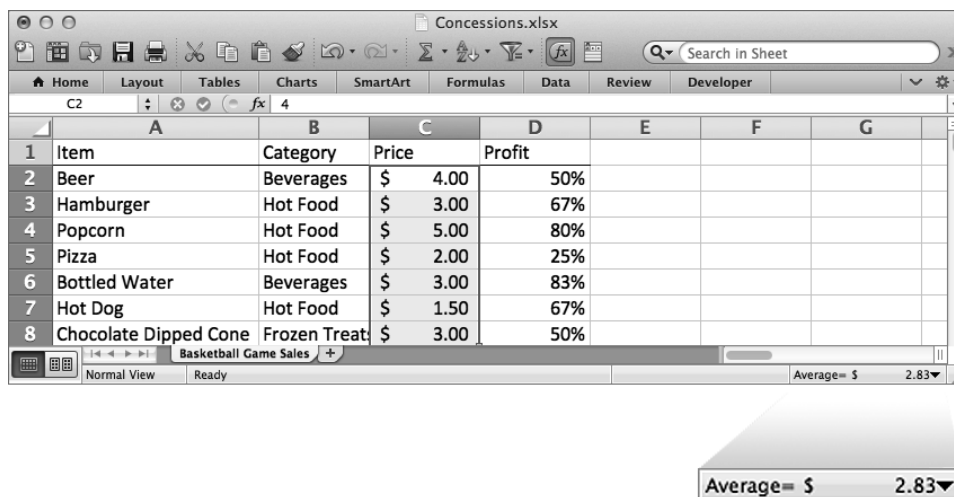 Concessions.xlsx
fx Search in Sheet
Home Layout Tables Charts SmartArt Formulas Data Review Developer
C2 fx 4
A B C D E F G
1 Item Category Price Profit
2 Beer Beverages $ 4.00 50%
3 Hamburger Hot Food $ 3.00 67%
4 Popcorn Hot Food $ 5.00 80%
5 Pizza Hot Food $ 2.00 25%
6 Bottled Water Beverages $ 3.00 83%
7 Hot Dog Hot Food $ 1.50 67%
8 Chocolate Dipped Cone Frozen Treats $ 3.00 50%
Basketball Game Sales +
Normal View Ready Average= $ 2.83
Average= $ 2.83